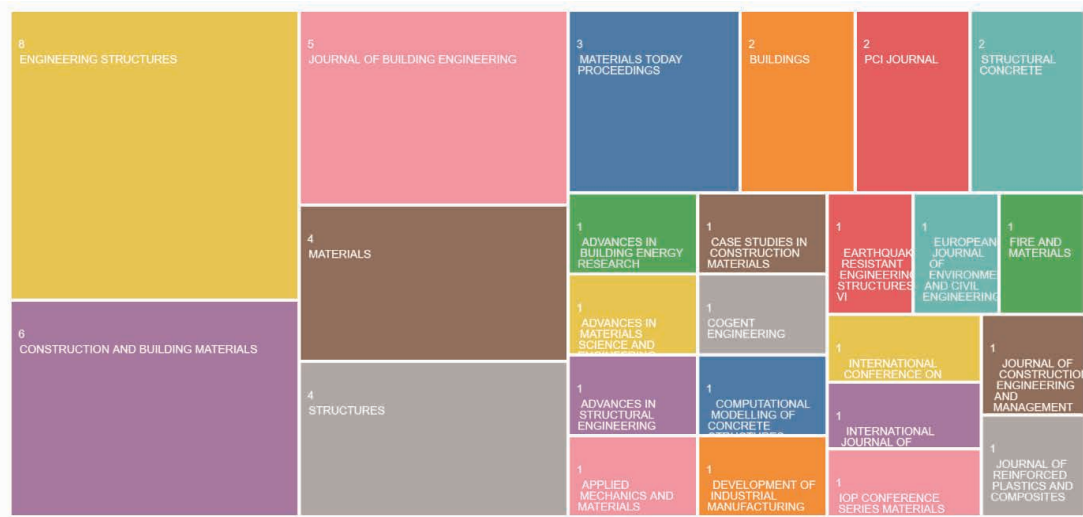 8
ENGINEERING STRUCTURES
6
CONSTRUCTION AND BUILDING MATERIALS
5
JOURNAL OF BUILDING ENGINEERING
4
MATERIALS
4
STRUCTURES
3
MATERIALS TODAY
PROCEEDINGS
2
BUILDINGS
2
PCI JOURNAL
2
STRUCTURAL
CONCRETE
1
ADVANCES IN
BUILDING ENERGY
RESEARCH
1
ADVANCES IN
MATERIALS
SCIENCE AND
ENGINEERING
1
ADVANCES IN
STRUCTURAL
ENGINEERING
1
APPLIED
MECHANICS AND
MATERIALS
1
CASE STUDIES IN
CONSTRUCTION
MATERIALS
1
COGENT
ENGINEERING
1
COMPUTATIONAL
MODELLING OF
CONCRETE
STRUCTURES
1
DEVELOPMENT OF
INDUSTRIAL
MANUFACTURING
1
EARTHQUAK
RESISTANT
ENGINEERING
STRUCTURES
VI
1
EUROPEAN
JOURNAL
OF
ENVIRONME
AND CIVIL
ENGINEERING
1
FIRE AND
MATERIALS
1
INTERNATIONAL
CONFERENCE ON
1
INTERNATIONAL
JOURNAL OF
1
IOP CONFERENCE
SERIES MATERIALS
1
JOURNAL OF
CONSTRUCTION
ENGINEERING
AND
MANAGEMENT
1
JOURNAL OF
REINFORCED
PLASTICS AND
COMPOSITES